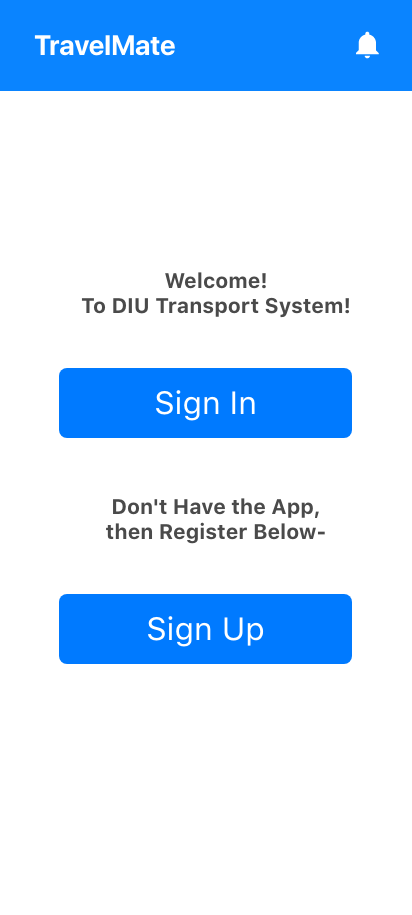 TravelMate
Welcome!
To DIU Transport System!
Sign In
Don't Have the App,
then Register Below-
Sign Up